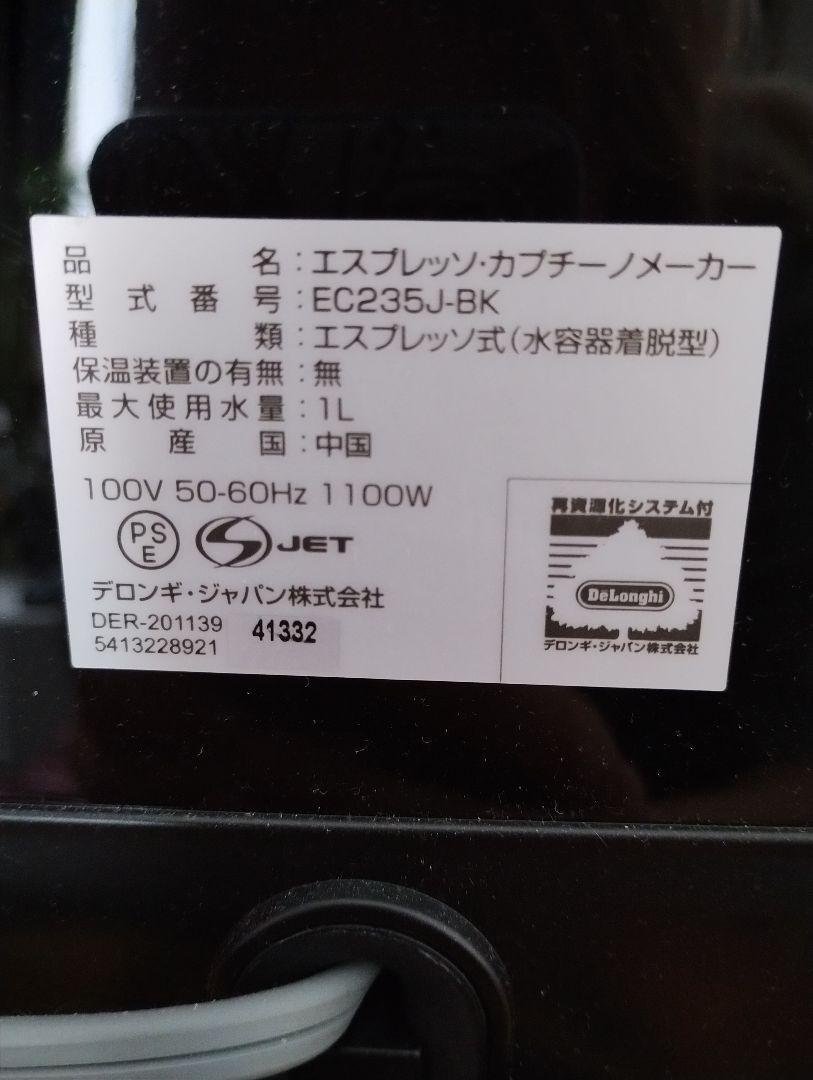 品名：エスプレッソ・カプチーノメーカー
型式番号：EC235J-BK
種類：エスプレッソ式（水容器着脱型）
保温装置の有無：無
最大使用水量：1L
原産国：中国
100V 50-60Hz 1100W
PS
E
S JET
デロンギ・ジャパン株式会社
DER-201139
5413228921
41332
再資源化システム付
DeLonghi
デロンギ・ジャパン株式会社